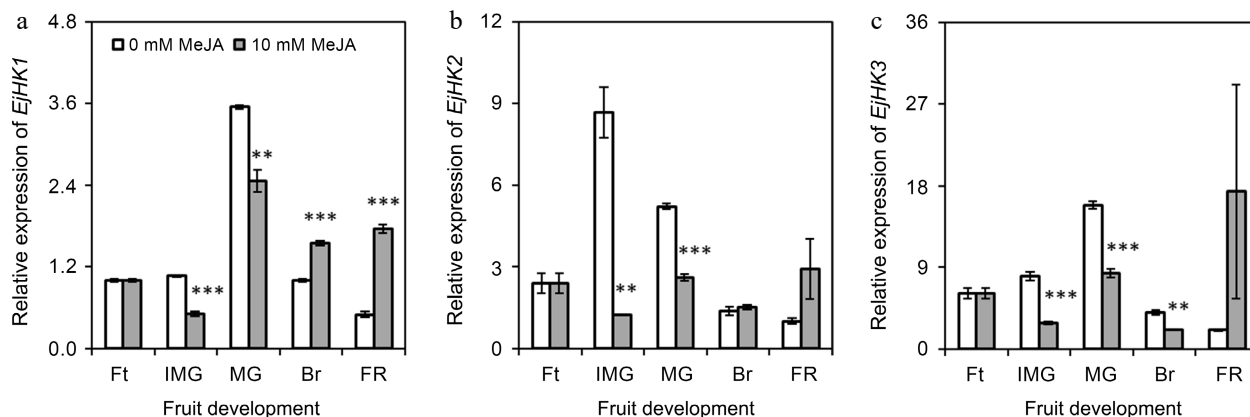 a
Relative expression of EjHK1
4.8
3.6
2.4
1.2
0.0
0 mM MeJA 10 mM MeJA
***
**
***
***
Ft IMG MG Br FR
Fruit development
b
Relative expression of EjHK2
12
9
6
3
0
**
***
Ft IMG MG Br FR
Fruit development
c
Relative expression of EjHK3
36
27
18
9
0
***
***
**
Ft IMG MG Br FR
Fruit development